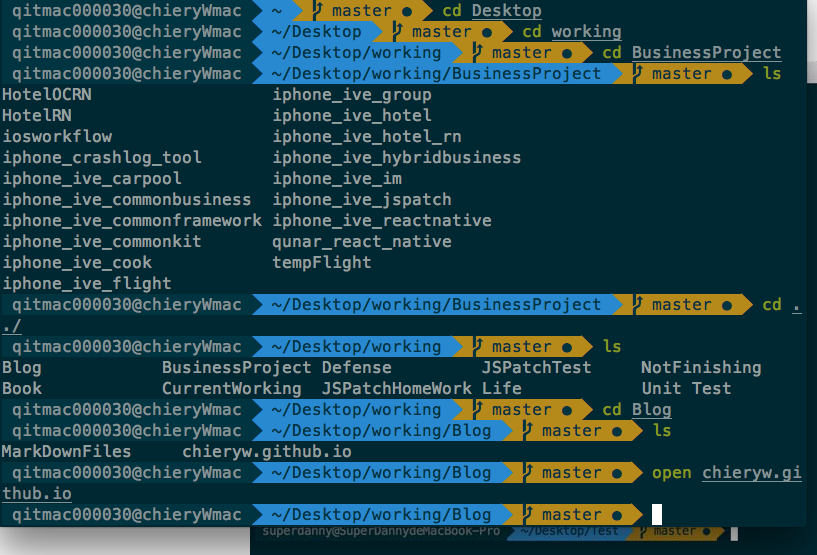 qitmac000030@chieryWmac ~ master ● cd Desktop
qitmac000030@chieryWmac ~/Desktop master ● cd working
qitmac000030@chieryWmac ~/Desktop/working master ● cd BusinessProject
qitmac000030@chieryWmac ~/Desktop/working/BusinessProject master ● ls
HotelOCRN iphone_ive_group
HotelRN iphone_ive_hotel
iosworkflow iphone_ive_hotel_rn
iphone_crashlog_tool iphone_ive_hybridbusiness
iphone_ive_carpool iphone_ive_im
iphone_ive_commonbusiness iphone_ive_jspatch
iphone_ive_commonframework iphone_ive_reactnative
iphone_ive_commonkit qunar_react_native
iphone_ive_cook tempFlight
iphone_ive_flight
qitmac000030@chieryWmac ~/Desktop/working/BusinessProject master ● cd .
./
qitmac000030@chieryWmac ~/Desktop/working master ● ls
Blog BusinessProject Defense JSPatchTest NotFinishing
Book CurrentWorking JSPatchHomeWork Life Unit Test
qitmac000030@chieryWmac ~/Desktop/working master ● cd Blog
qitmac000030@chieryWmac ~/Desktop/working/Blog master ● ls
MarkDownFiles chieryw.github.io
qitmac000030@chieryWmac ~/Desktop/working/Blog master ● open chieryw.gi
thub.io
qitmac000030@chieryWmac ~/Desktop/working/Blog master ●
superdanny@SuperDannydeMacBook-Pro ~/Desktop/Test master ●